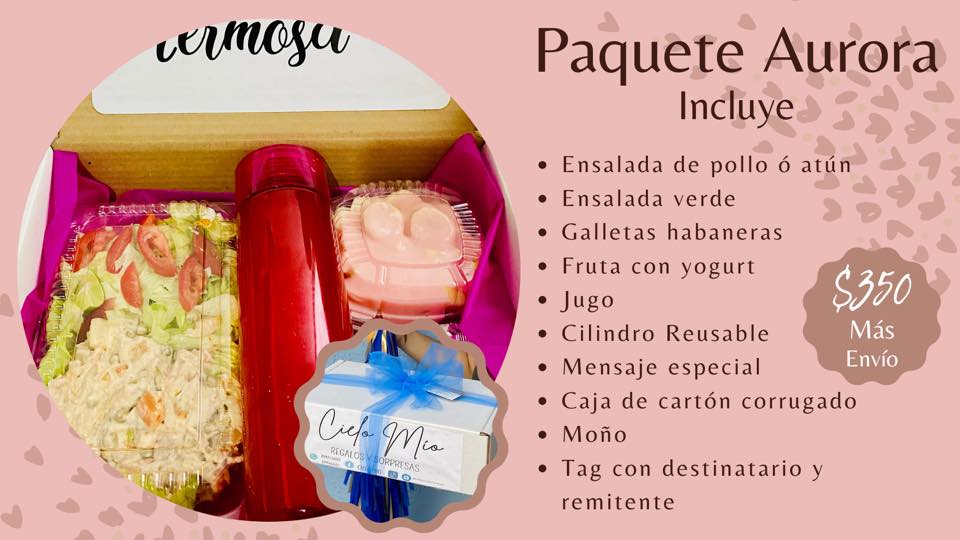 Paquete Aurora
Incluye
Ensalada de pollo ó atún
Ensalada verde
Galletas habaneras
Fruta con yogurt
Jugo
Cilindro Reusable
Mensaje especial
Caja de cartón corrugado
Moño
Tag con destinatario y
remitente
$350
Más
Envío
Cielo Mío
REGALOS Y SORPRESAS